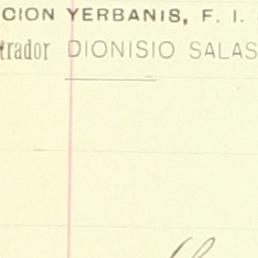 CION YERBANIS, F. I.
trador DIONISIO SALAS